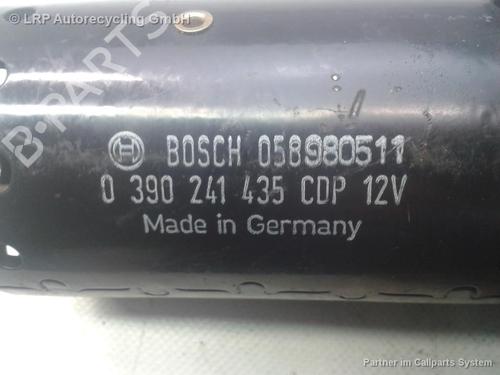 © LRP Autorecycling GmbH
B-PARTS
BOSCH 058980511
0 390 241 435 CDP 12V
Made in Germany
Partner im Callparts System